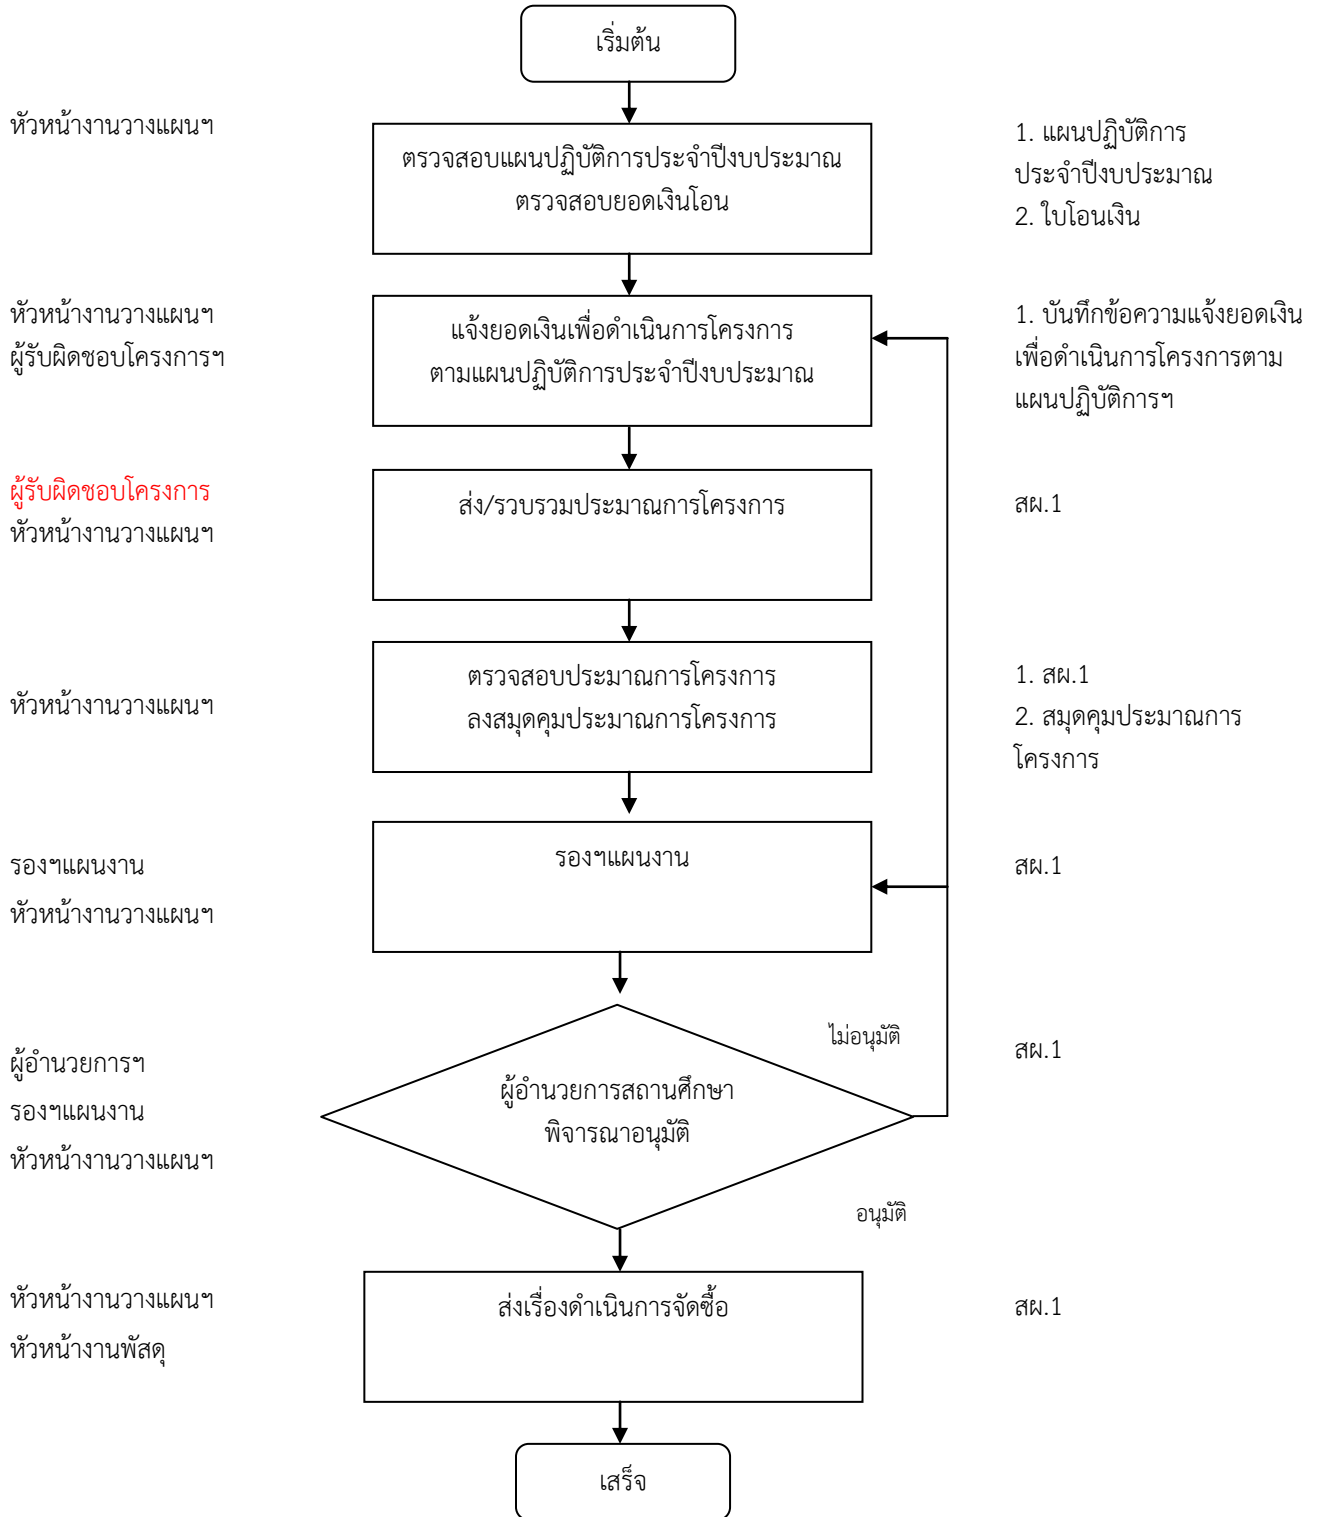 เริ่มต้น
หัวหน้างานวางแผนฯ
ตรวจสอบแผนปฏิบัติการประจำปีงบประมาณ
ตรวจสอบยอดเงินโอน
1. แผนปฏิบัติการ
ประจำปีงบประมาณ
2. ใบโอนเงิน
หัวหน้างานวางแผนฯ
ผู้รับผิดชอบโครงการฯ
แจ้งยอดเงินเพื่อดำเนินการโครงการ
ตามแผนปฏิบัติการประจำปีงบประมาณ
1. บันทึกข้อความแจ้งยอดเงิน
เพื่อดำเนินการโครงการตาม
แผนปฏิบัติการฯ
ผู้รับผิดชอบโครงการ
หัวหน้างานวางแผนฯ
ส่ง/รวบรวมประมาณการโครงการ
สผ.1
หัวหน้างานวางแผนฯ
ตรวจสอบประมาณการโครงการ
ลงสมุดคุมประมาณการโครงการ
1. สผ.1
2. สมุดคุมประมาณการ
โครงการ
รองฯแผนงาน
หัวหน้างานวางแผนฯ
รองฯแผนงาน
สผ.1
ผู้อำนวยการฯ
รองฯแผนงาน
หัวหน้างานวางแผนฯ
ผู้อำนวยการสถานศึกษา
พิจารณาอนุมัติ
ไม่อนุมัติ
สผ.1
อนุมัติ
หัวหน้างานวางแผนฯ
หัวหน้างานพัสดุ
ส่งเรื่องดำเนินการจัดซื้อ
สผ.1
เสร็จ